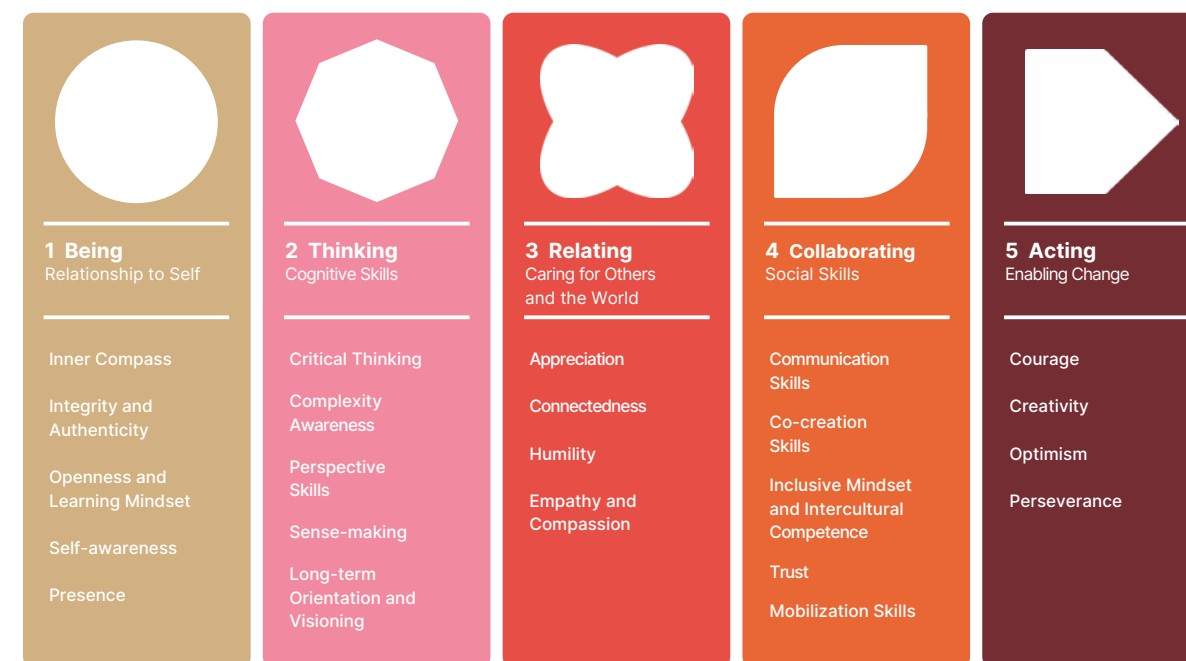 1 Being
Relationship to Self
Inner Compass
Integrity and
Authenticity
Openness and
Learning Mindset
Self-awareness
Presence
2 Thinking
Cognitive Skills
Critical Thinking
Complexity
Awareness
Perspective
Skills
Sense-making
Long-term
Orientation and
Visioning
3 Relating
Caring for Others
and the World
Appreciation
Connectedness
Humility
Empathy and
Compassion
4 Collaborating
Social Skills
Communication
Skills
Co-creation
Skills
Inclusive Mindset
and Intercultural
Competence
Trust
Mobilization Skills
5 Acting
Enabling Change
Courage
Creativity
Optimism
Perseverance